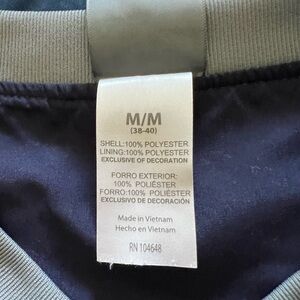 M/M
(38-40)
SHELL:100% POLYESTER
LINING:100% POLYESTER
EXCLUSIVE OF DECORATION
FORRO EXTERIOR:
100% POLIÉSTER
FORRO:100% POLIÉSTER
EXCLUSIVO DE DECORACIÓN
Made in Vietnam
Hecho en Vietnam
RN 104648